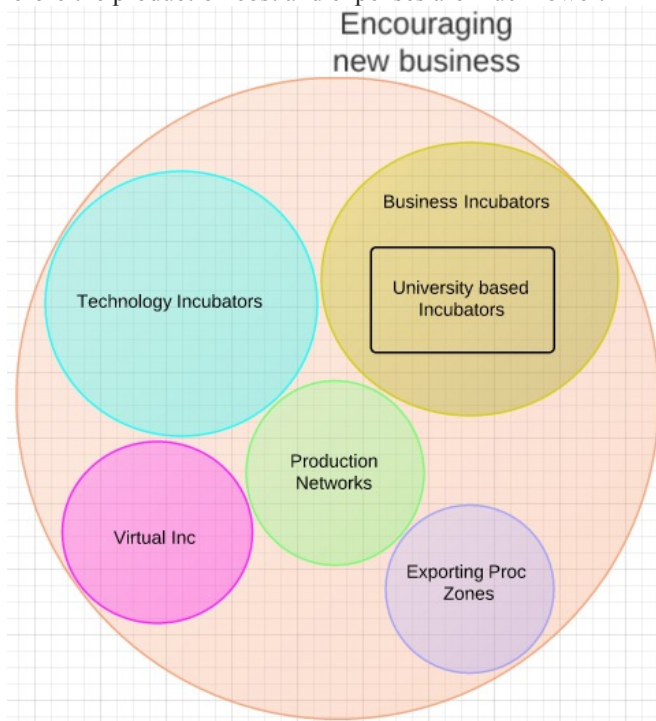 Encouraging
new business
Business Incubators
University based
Incubators
Technology Incubators
Production
Networks
Virtual Inc
Exporting Proc
Zones